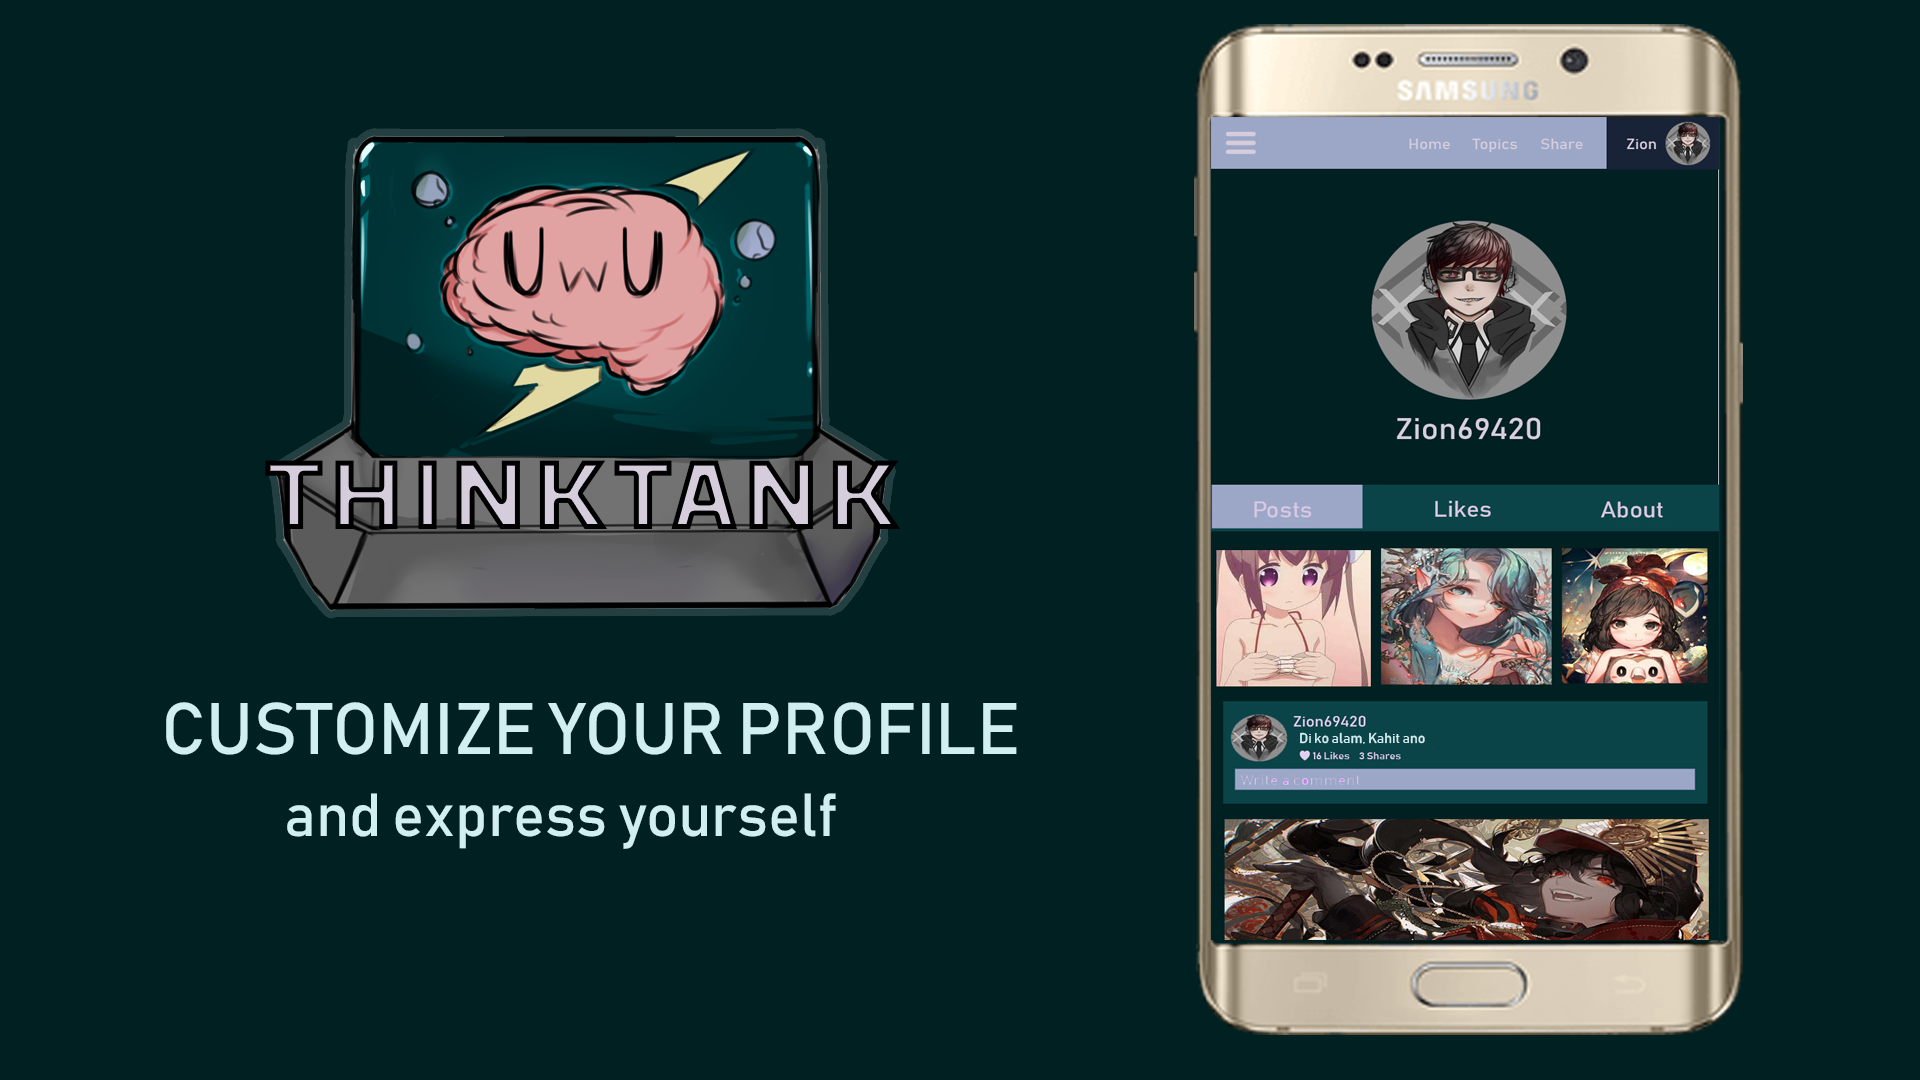 UwU
THINKTANK
CUSTOMIZE YOUR PROFILE
and express yourself
SAMSUNG
Home Topics Share Zion
Zion69420
Posts Likes About
Zion69420
Di ko alam, Kahit ano
16 Likes 3 Shares
Write a comment